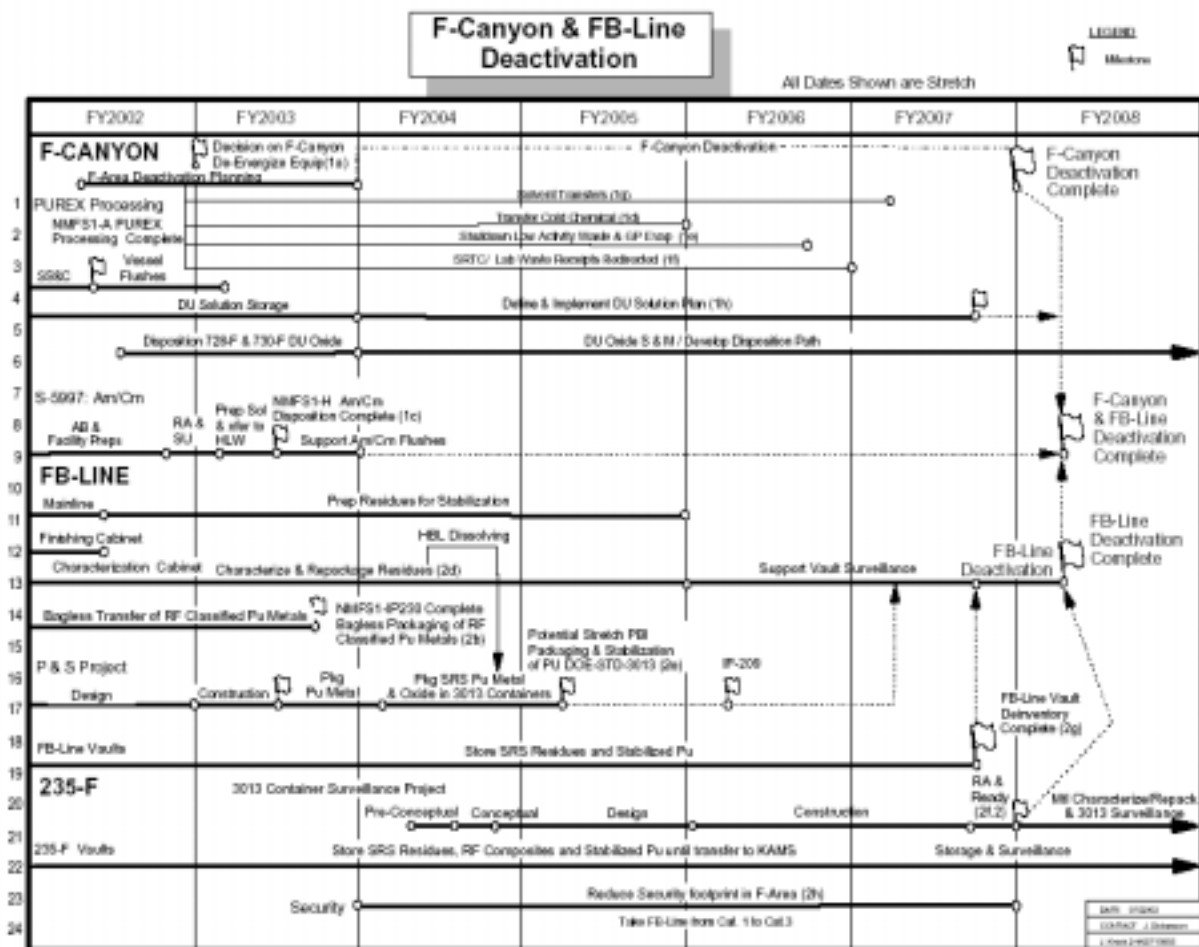 F-Canyon & FB-Line
Deactivation
LEGEND
Milestone
All Dates Shown are Stretch
FY2002
FY2003
FY2004
FY2005
FY2006
FY2007
FY2008
F-CANYON
Decision on F-Canyon
De-Energize Equip(1a)
F-Canyon Deactivation
F-Canyon
Deactivation
Complete
F-Area Deactivation Planning
1
PUREX Processing
Solvent Transfers (1g)
NMFS1-A PUREX
Processing Complete
Transfer Cold Chemical (1d)
2
Shutdown Low Activity Waste & GP Evap
3
SRTC/ Lab Waste Receipts Redirected (1f)
Vessel
Flushes
4
DU Solution Storage
Define & Implement DU Solution Plan (1h)
5
Disposition 728-F & 730-F DU Oxide
DU Oxide S & M / Develop Disposition Path
6
7
S-5997: Am/Cm
8
AB &
Facility Preps
RA &
SU
Prep Sol
& xfer to
HLW
NMFS1-H Am/Cm
Disposition Complete (1c)
Support Am/Cm Flushes
F-Canyon
& FB-Line
Deactivation
Complete
9
FB-LINE
10
Mainline
Prep Residues for Stabilization
11
Finishing Cabinet
HBL Dissolving
FB-Line
Deactivation
Complete
12
Characterization Cabinet
Characterize & Repackage Residues (2d)
Support Vault Surveillance
FB-Line
Deactivation
13
14
Bagless Transfer of RF Classified Pu Metals
NMFS1-IP230 Complete
Bagless Packaging of RF
Classified Pu Metals (2b)
15
Potential Stretch PBI
Packaging & Stabilization
of PU DOE-STD-3013 (2e)
P & S Project
16
Design
Construction
Pkg
Pu Metal
Pkg SRS Pu Metal
& Oxide in 3013 Containers
IP-209
17
FB-Line Vault
Deinventory
Complete (2g)
18
FB-Line Vaults
Store SRS Residues and Stabilized Pu
19
235-F
3013 Container Surveillance Project
RA &
Ready
(2f.2)
20
Pre-Conceptual
Conceptual
Design
Construction
Characterize/Repack
& 3013 Surveillance
21
235-F Vaults
Store SRS Residues, RF Composites and Stabilized Pu until transfer to KAMS
Storage & Surveillance
22
23
Security
Reduce Security footprint in F-Area (2h)
24
Take FB-Line from Cat. 1 to Cat.3
DATE
CONTACT